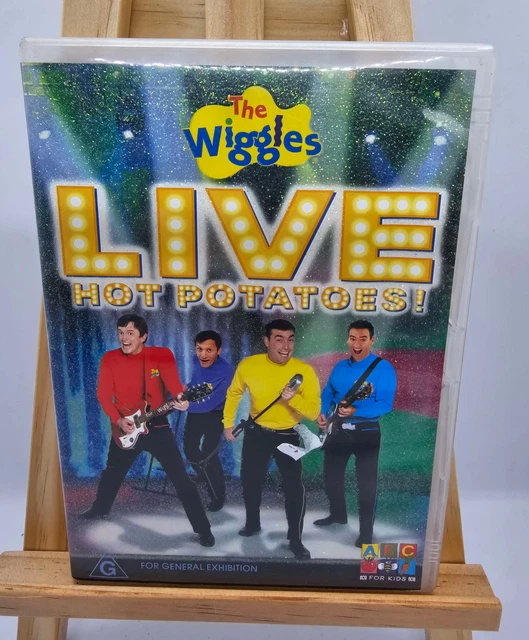 The
Wiggles
LIVE
HOT POTATOES!
G
FOR GENERAL EXHIBITION
ABC
FOR KIDS